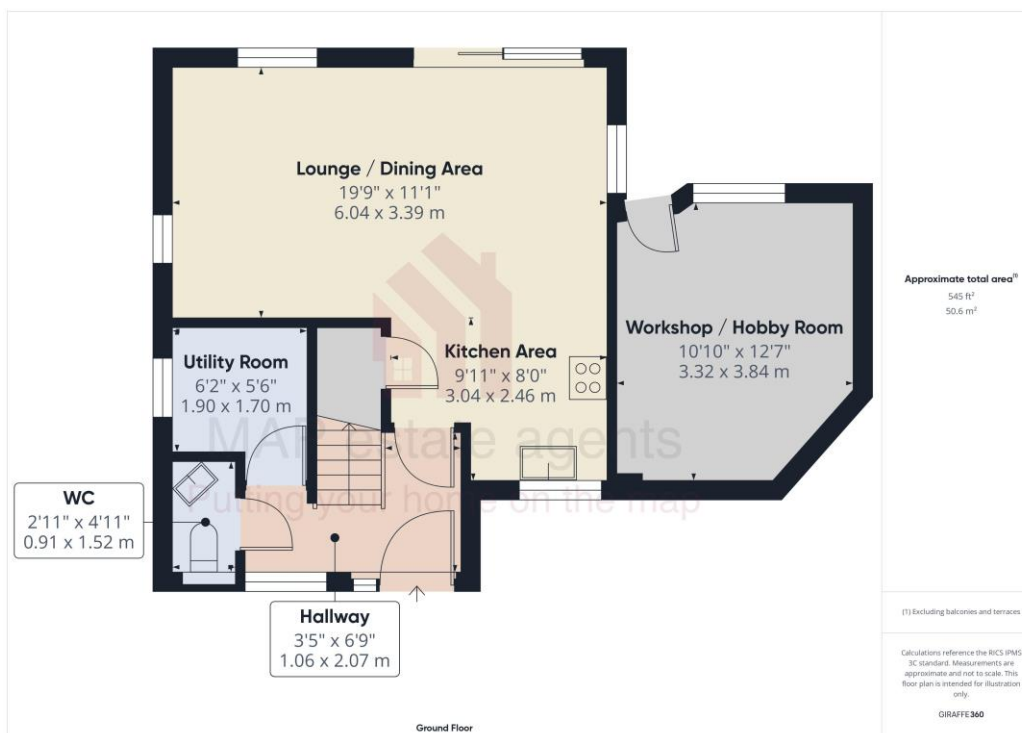 Lounge / Dining Area
19'9" x 11'1"
6.04 x 3.39 m
Workshop / Hobby Room
10'10" x 12'7"
3.32 x 3.84 m
Kitchen Area
9'11" x 8'0"
3.04 x 2.46 m
Utility Room
6'2" x 5'6"
1.90 x 1.70 m
MAP estate agents
Putting your home on the map
WC
2'11" x 4'11"
0.91 x 1.52 m
Hallway
3'5" x 6'9"
1.06 x 2.07 m
Ground Floor
Approximate total area(1)
545 ft²
50.6 m²
(1) Excluding balconies and terraces
Calculations reference the RICS IPMS
3C standard. Measurements are
approximate and not to scale. This
floor plan is intended for illustration
only.
GIRAFFE360